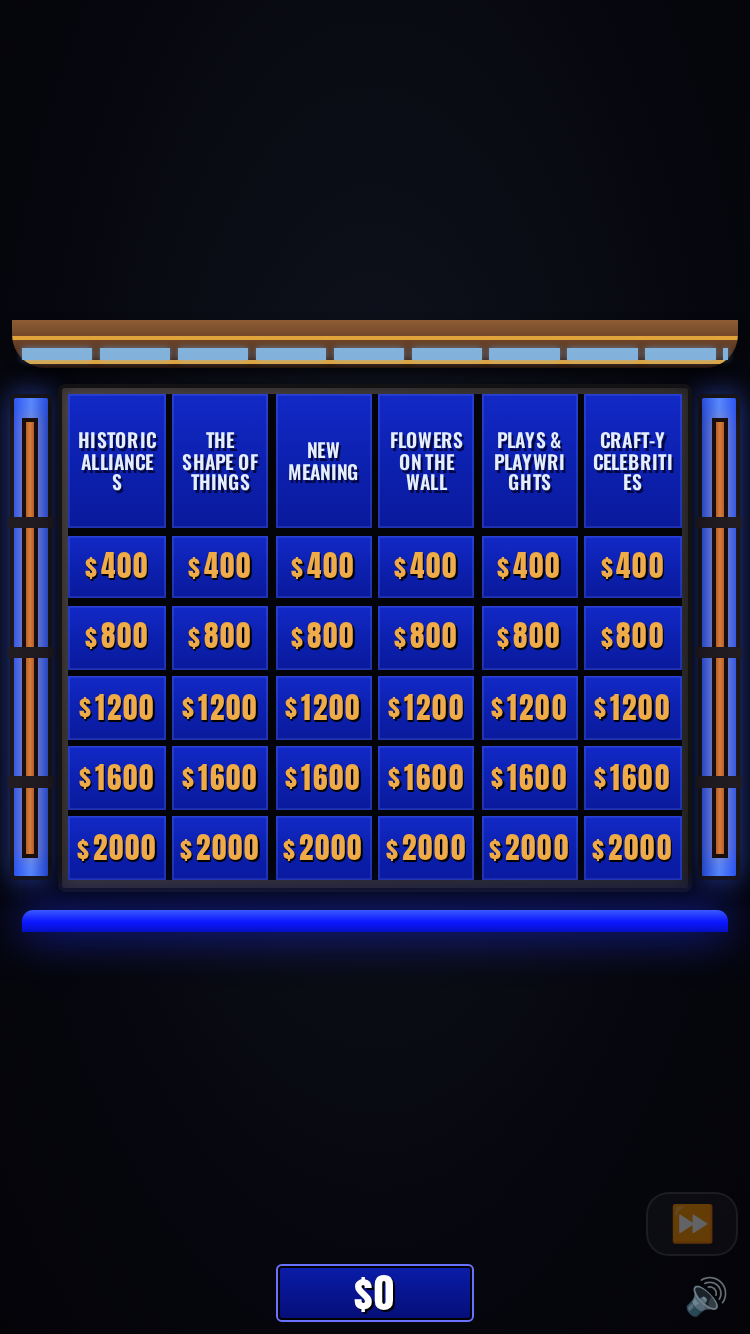 HISTORIC
ALLIANCE
S
THE
SHAPE OF
THINGS
NEW
MEANING
FLOWERS
ON THE
WALL
PLAYS &
PLAYWRI
GHTS
CRAFT-Y
CELEBRITI
ES
$400 $400 $400 $400 $400 $400
$800 $800 $800 $800 $800 $800
$1200 $1200 $1200 $1200 $1200 $1200
$1600 $1600 $1600 $1600 $1600 $1600
$2000 $2000 $2000 $2000 $2000 $2000
$0